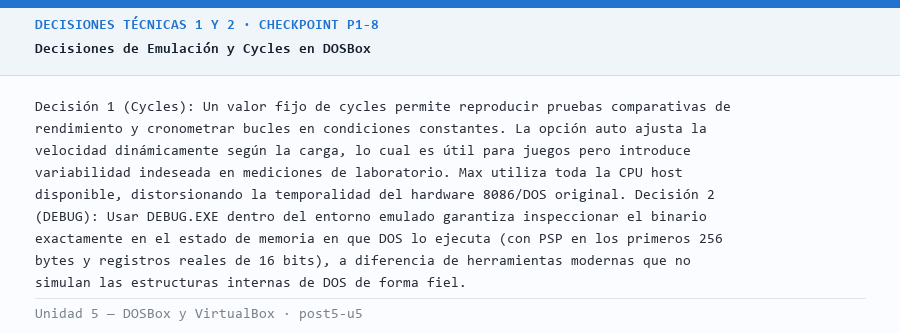 DECISIONES TÉCNICAS 1 Y 2 · CHECKPOINT P1-8
Decisiones de Emulación y Cycles en DOSBox
Decisión 1 (Cycles): Un valor fijo de cycles permite reproducir pruebas comparativas de
rendimiento y cronometrar bucles en condiciones constantes. La opción auto ajusta la
velocidad dinámicamente según la carga, lo cual es útil para juegos pero introduce
variabilidad indeseada en mediciones de laboratorio. Max utiliza toda la CPU host
disponible, distorsionando la temporalidad del hardware 8086/DOS original. Decisión 2
(DEBUG): Usar DEBUG.EXE dentro del entorno emulado garantiza inspeccionar el binario
exactamente en el estado de memoria en que DOS lo ejecuta (con PSP en los primeros 256
bytes y registros reales de 16 bits), a diferencia de herramientas modernas que no
simulan las estructuras internas de DOS de forma fiel.
Unidad 5 — DOSBox y VirtualBox · post5-u5